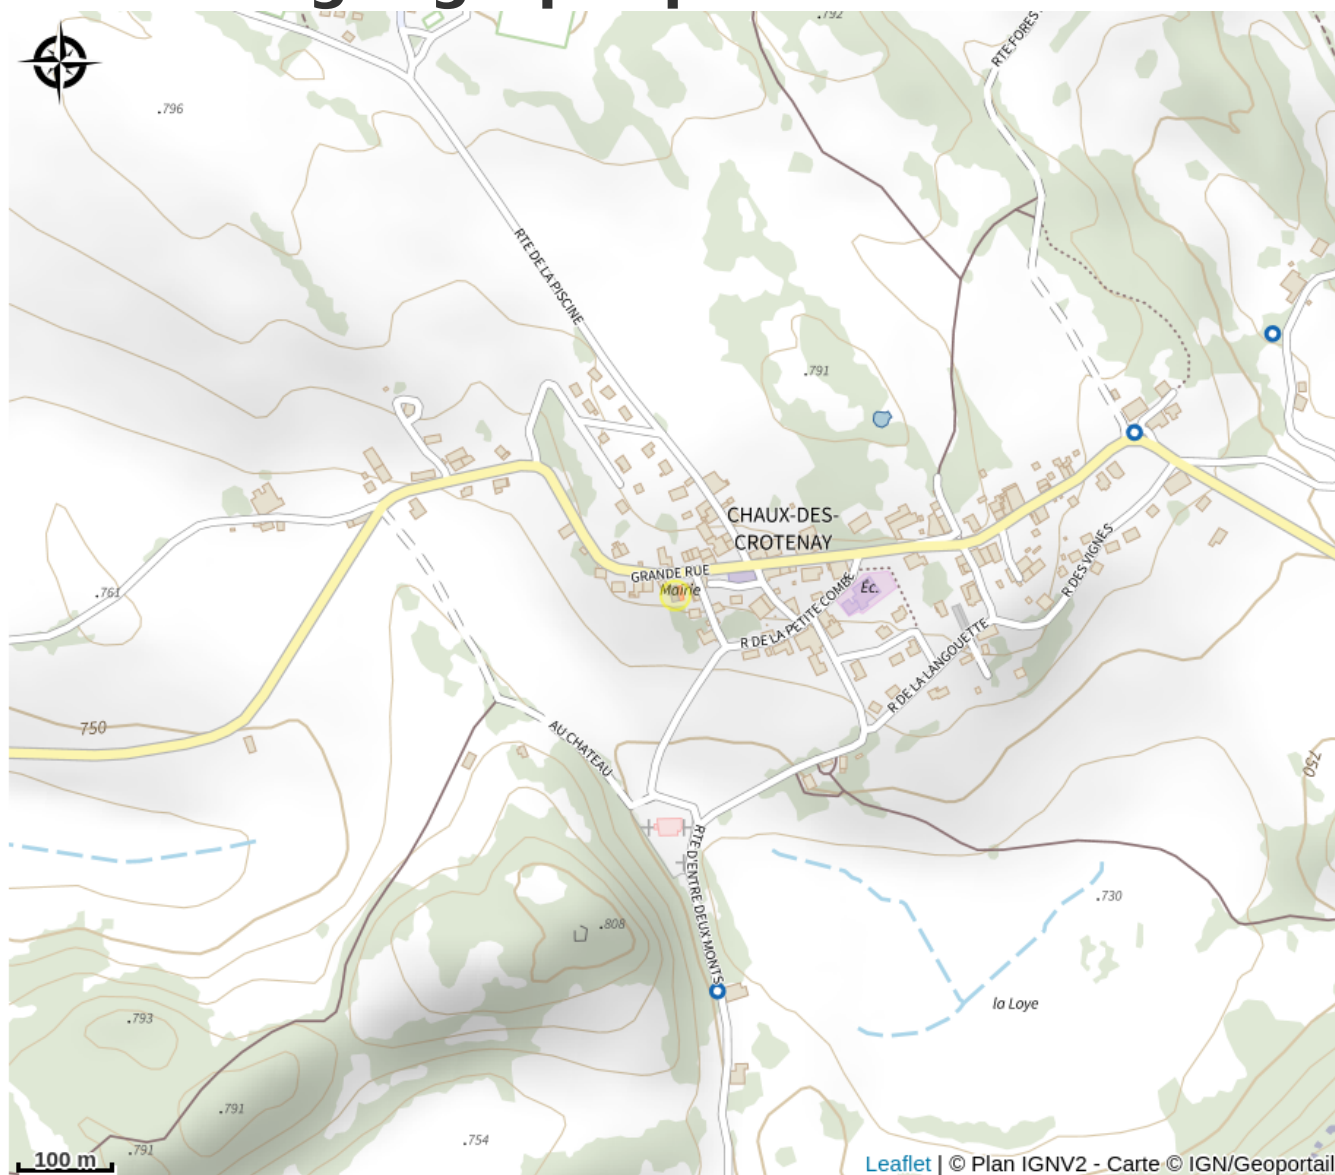 .792
RTE FORES
.796
RTE DE LA PISCINE
.791
CHAUX-DES-
CROTENAY
GRANDE RUE
Mairie
Éc.
R DE LA PETITE COMBE
R DES VIGNES
R DE LA LANGOUETTE
.761
750
AU CHATEAU
750
RTE D'ENTRE DEUX MONTS
.730
.808
la Loye
.793
.791
.754
.791
100 m
Leaflet | © Plan IGNV2 - Carte © IGN/Geoportail